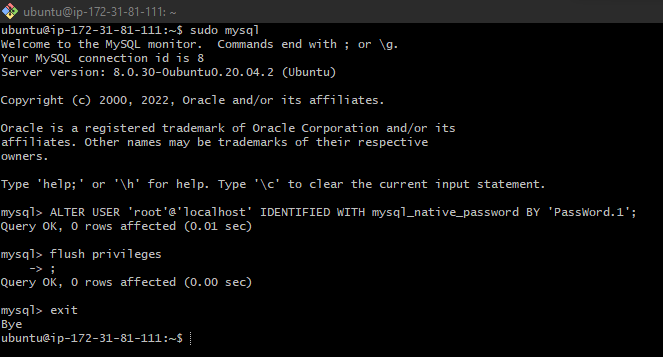 ubuntu@ip-172-31-81-111: ~
ubuntu@ip-172-31-81-111:~$ sudo mysql
Welcome to the MySQL monitor.  Commands end with ; or \g.
Your MySQL connection id is 8
Server version: 8.0.30-0ubuntu0.20.04.2 (Ubuntu)
Copyright (c) 2000, 2022, Oracle and/or its affiliates.
Oracle is a registered trademark of Oracle Corporation and/or its
affiliates. Other names may be trademarks of their respective
owners.
Type 'help;' or '\h' for help. Type '\c' to clear the current input statement.
mysql> ALTER USER 'root'@'localhost' IDENTIFIED WITH mysql_native_password BY 'PassWord.1';
Query OK, 0 rows affected (0.01 sec)
mysql> flush privileges
    -> ;
Query OK, 0 rows affected (0.00 sec)
mysql> exit
Bye
ubuntu@ip-172-31-81-111:~$